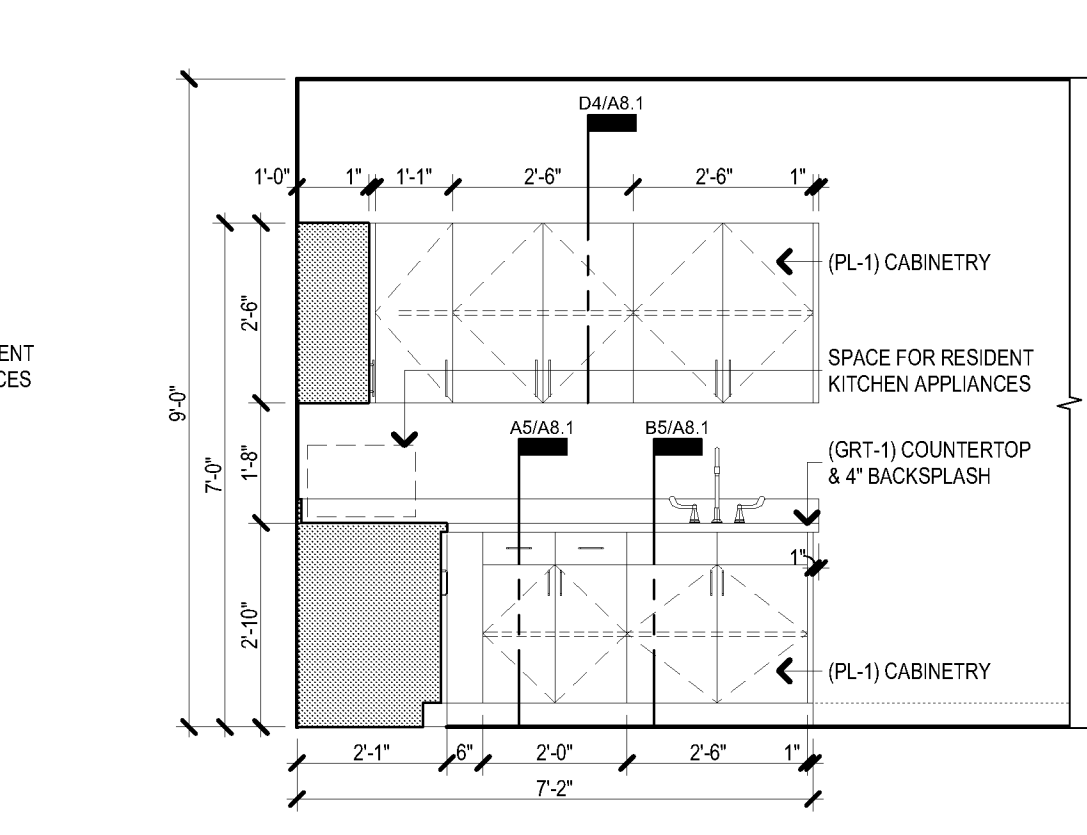 D4/A8.1
1'-0"
1"
1'-1"
2'-6"
2'-6"
1"
(PL-1) CABINETRY
2'-6"
ENT
CES
SPACE FOR RESIDENT
KITCHEN APPLIANCES
9'-0"
7'-0"
1'-8"
A5/A8.1
B5/A8.1
(GRT-1) COUNTERTOP
& 4" BACKSPLASH
1"
2'-10"
(PL-1) CABINETRY
2'-1"
6"
2'-0"
2'-6"
1"
7'-2"